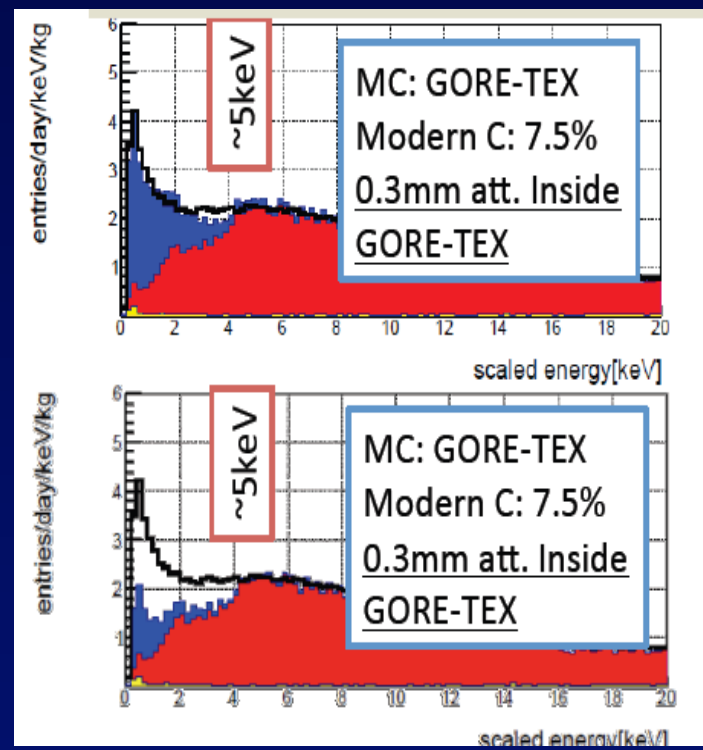 6
5
4
3
2
1
entries/day/keV/kg
~5keV
MC: GORE-TEX
Modern C: 7.5%
0.3mm att. Inside
GORE-TEX
0 2 4 6 8 10 12 14 16 18 20
scaled energy[keV]
6
5
4
3
2
1
entries/day/keV/kg
~5keV
MC: GORE-TEX
Modern C: 7.5%
0.3mm att. Inside
GORE-TEX
0 2 4 6 8 10 12 14 16 18 20
scaled energy[keV]